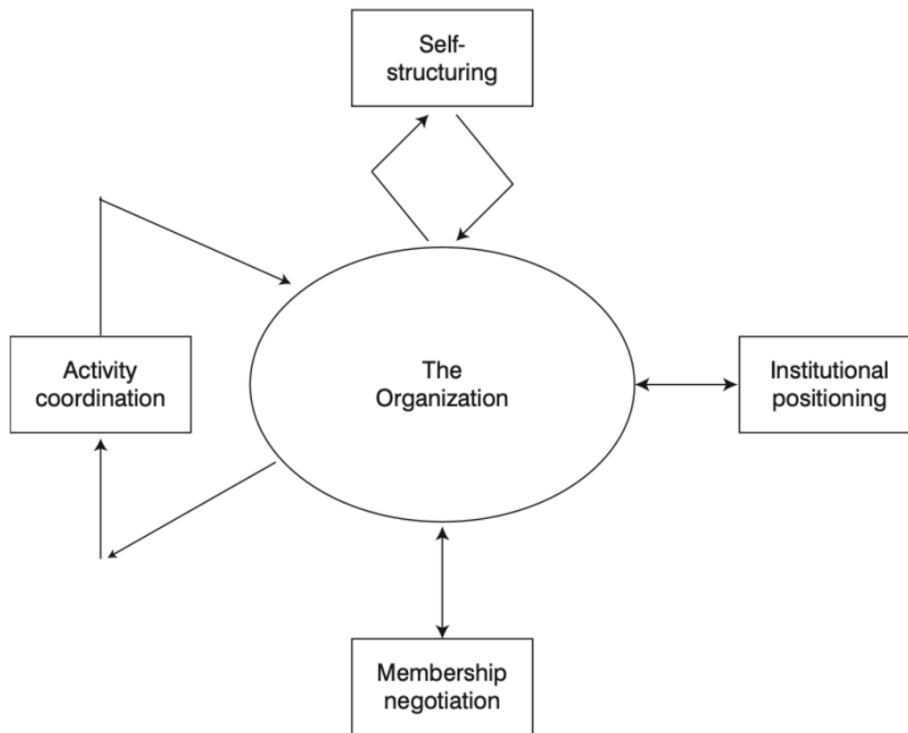 Self-
structuring
Activity
coordination
The
Organization
Institutional
positioning
Membership
negotiation